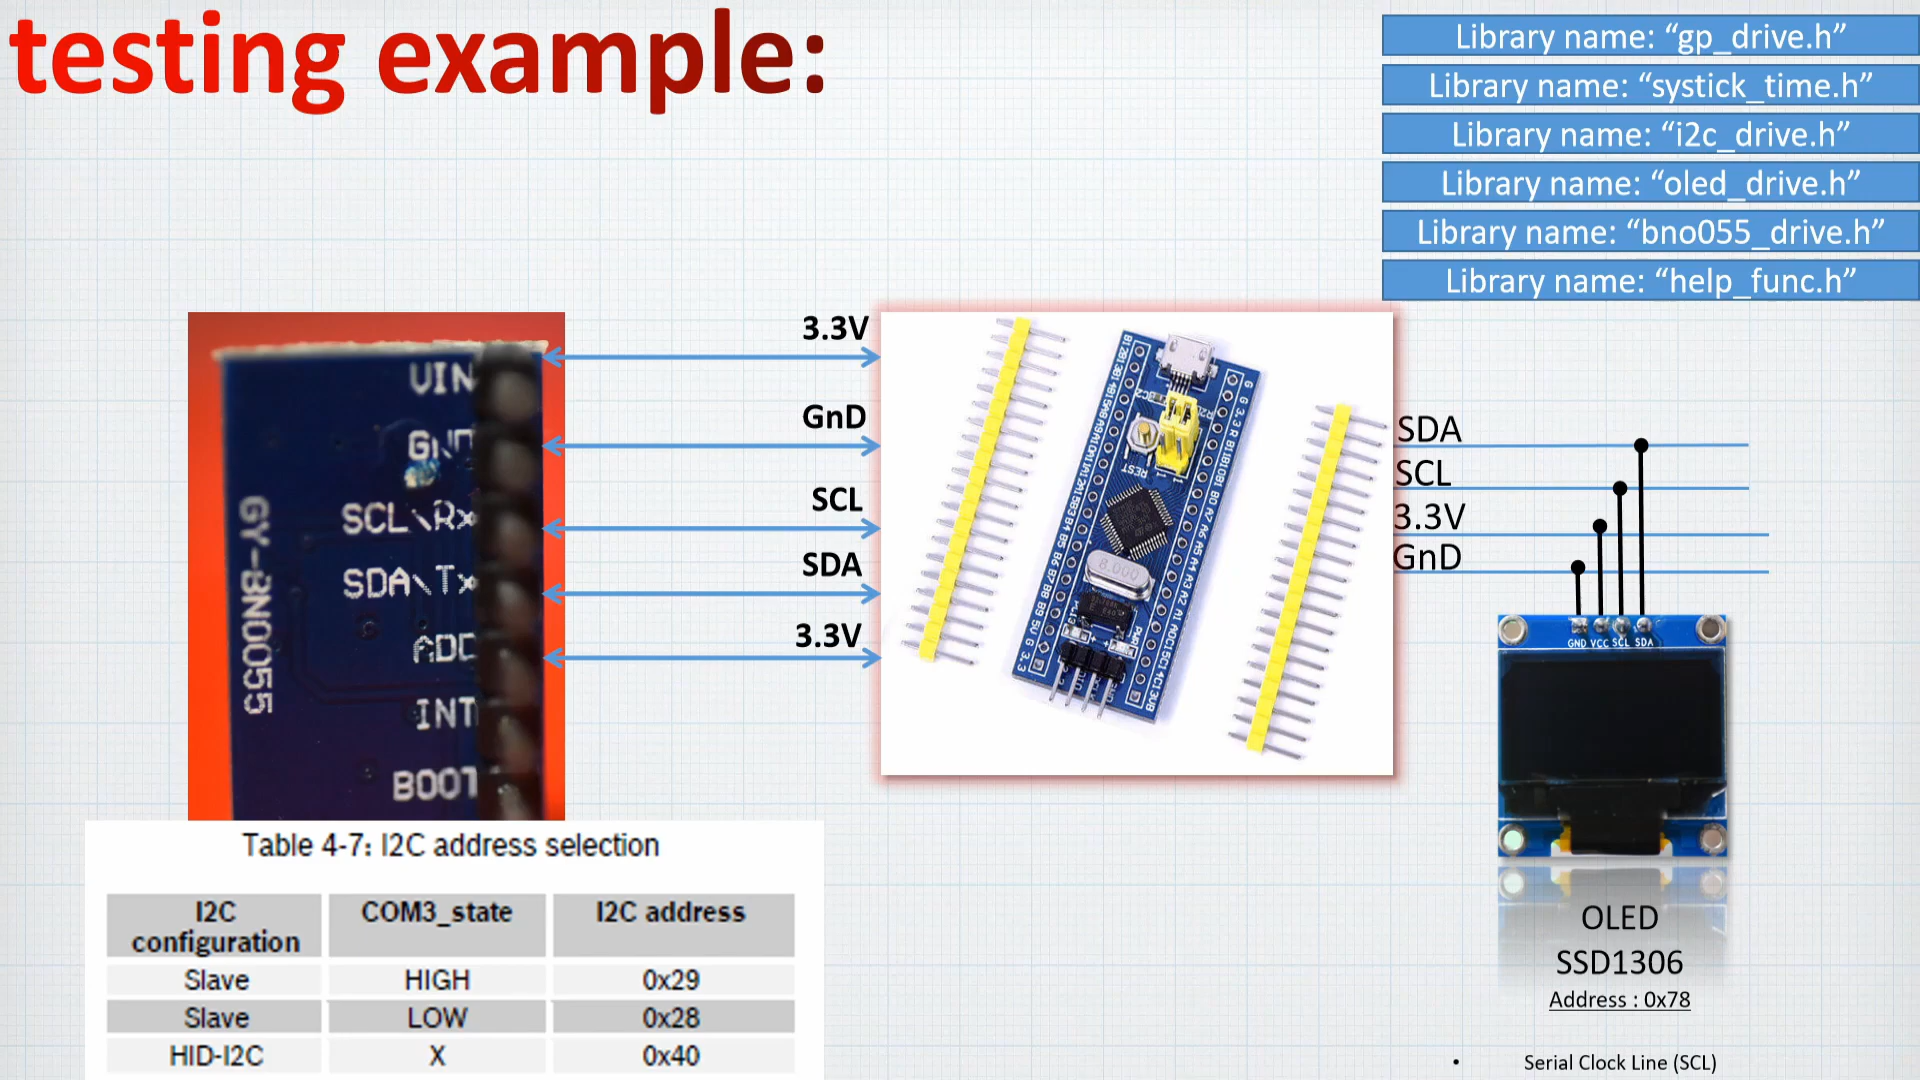 testing example:
Library name: “gp_drive.h”
Library name: “systick_time.h”
Library name: “i2c_drive.h”
Library name: “oled_drive.h”
Library name: “bno055_drive.h”
Library name: “help_func.h”
3.3V
GnD
SCL
SDA
3.3V
VIN
GND
SCL\Rx
SDA\Tx
ADD
INT
BOOT
GY-BNO055
REST
8.000
SDA
SCL
3.3V
GnD
GND VCC SCL SDA
OLED
SSD1306
Address : 0x78
Table 4-7: I2C address selection
I2C configuration COM3_state I2C address
Slave HIGH 0x29
Slave LOW 0x28
HID-I2C X 0x40
• Serial Clock Line (SCL)